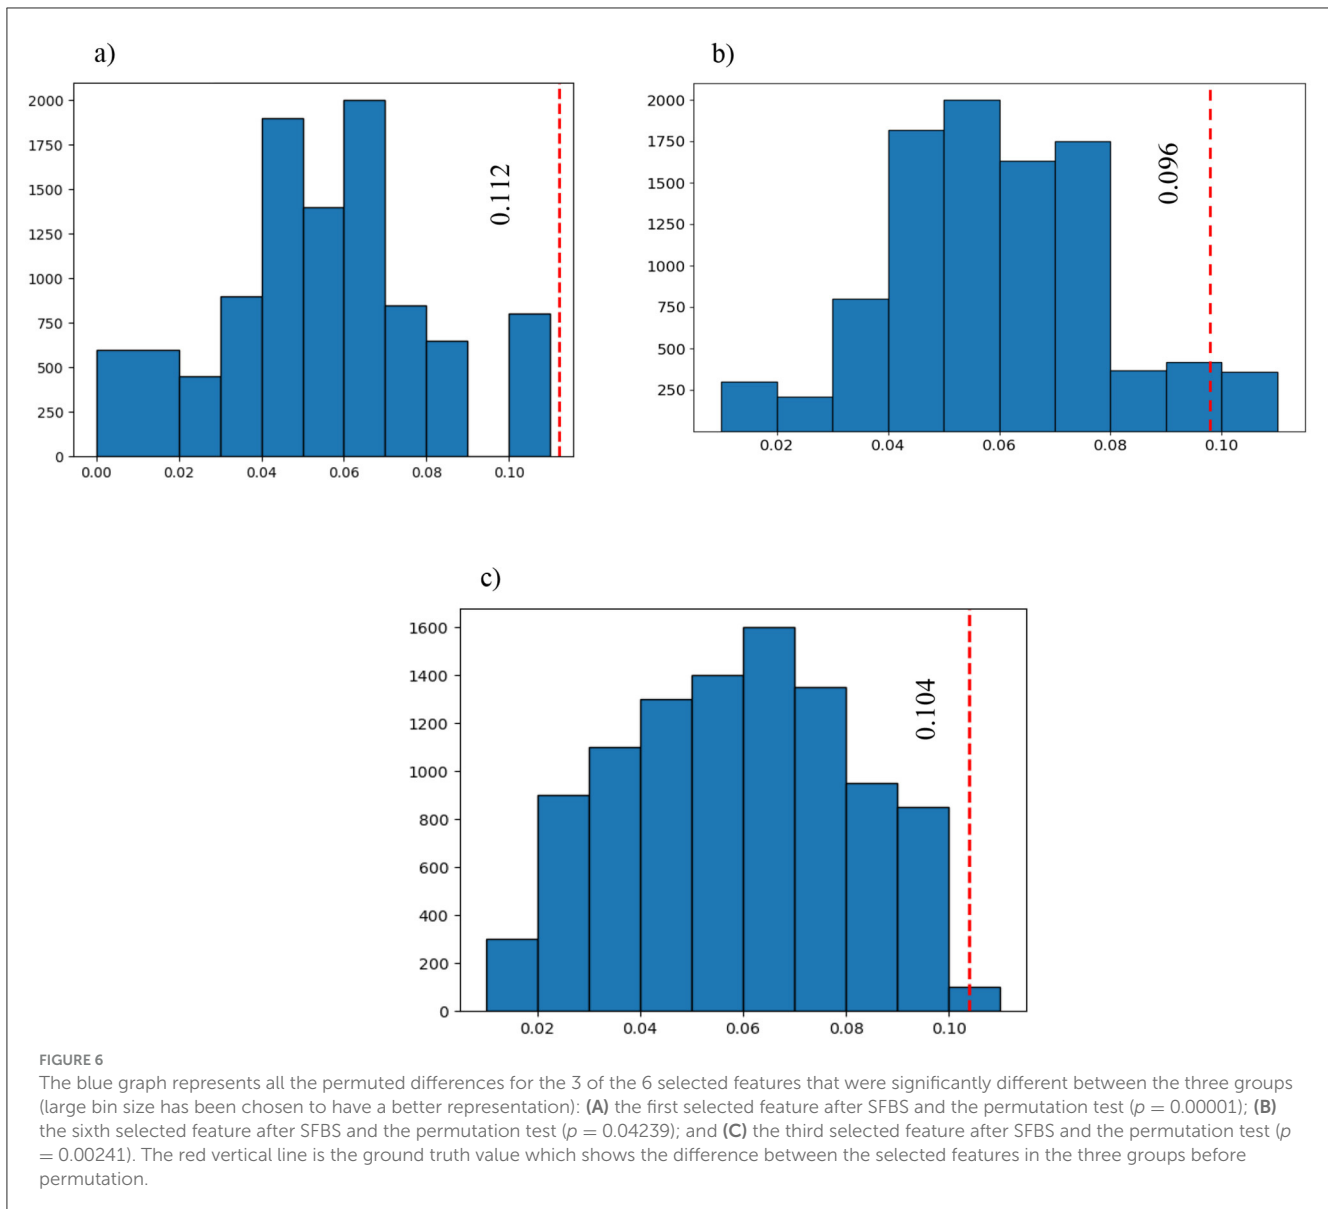 a)
2000
1750
1500
1250
1000
750
500
250
0
0.00 0.02 0.04 0.06 0.08 0.10
0.112
b)
2000
1750
1500
1250
1000
750
500
250
0.02 0.04 0.06 0.08 0.10
0.096
c)
1600
1400
1200
1000
800
600
400
200
0
0.02 0.04 0.06 0.08 0.10
0.104
FIGURE 6
The blue graph represents all the permuted differences for the 3 of the 6 selected features that were significantly different between the three groups
(large bin size has been chosen to have a better representation): (A) the first selected feature after SFBS and the permutation test (p = 0.00001); (B)
the sixth selected feature after SFBS and the permutation test (p = 0.04239); and (C) the third selected feature after SFBS and the permutation test (p
= 0.00241). The red vertical line is the ground truth value which shows the difference between the selected features in the three groups before
permutation.